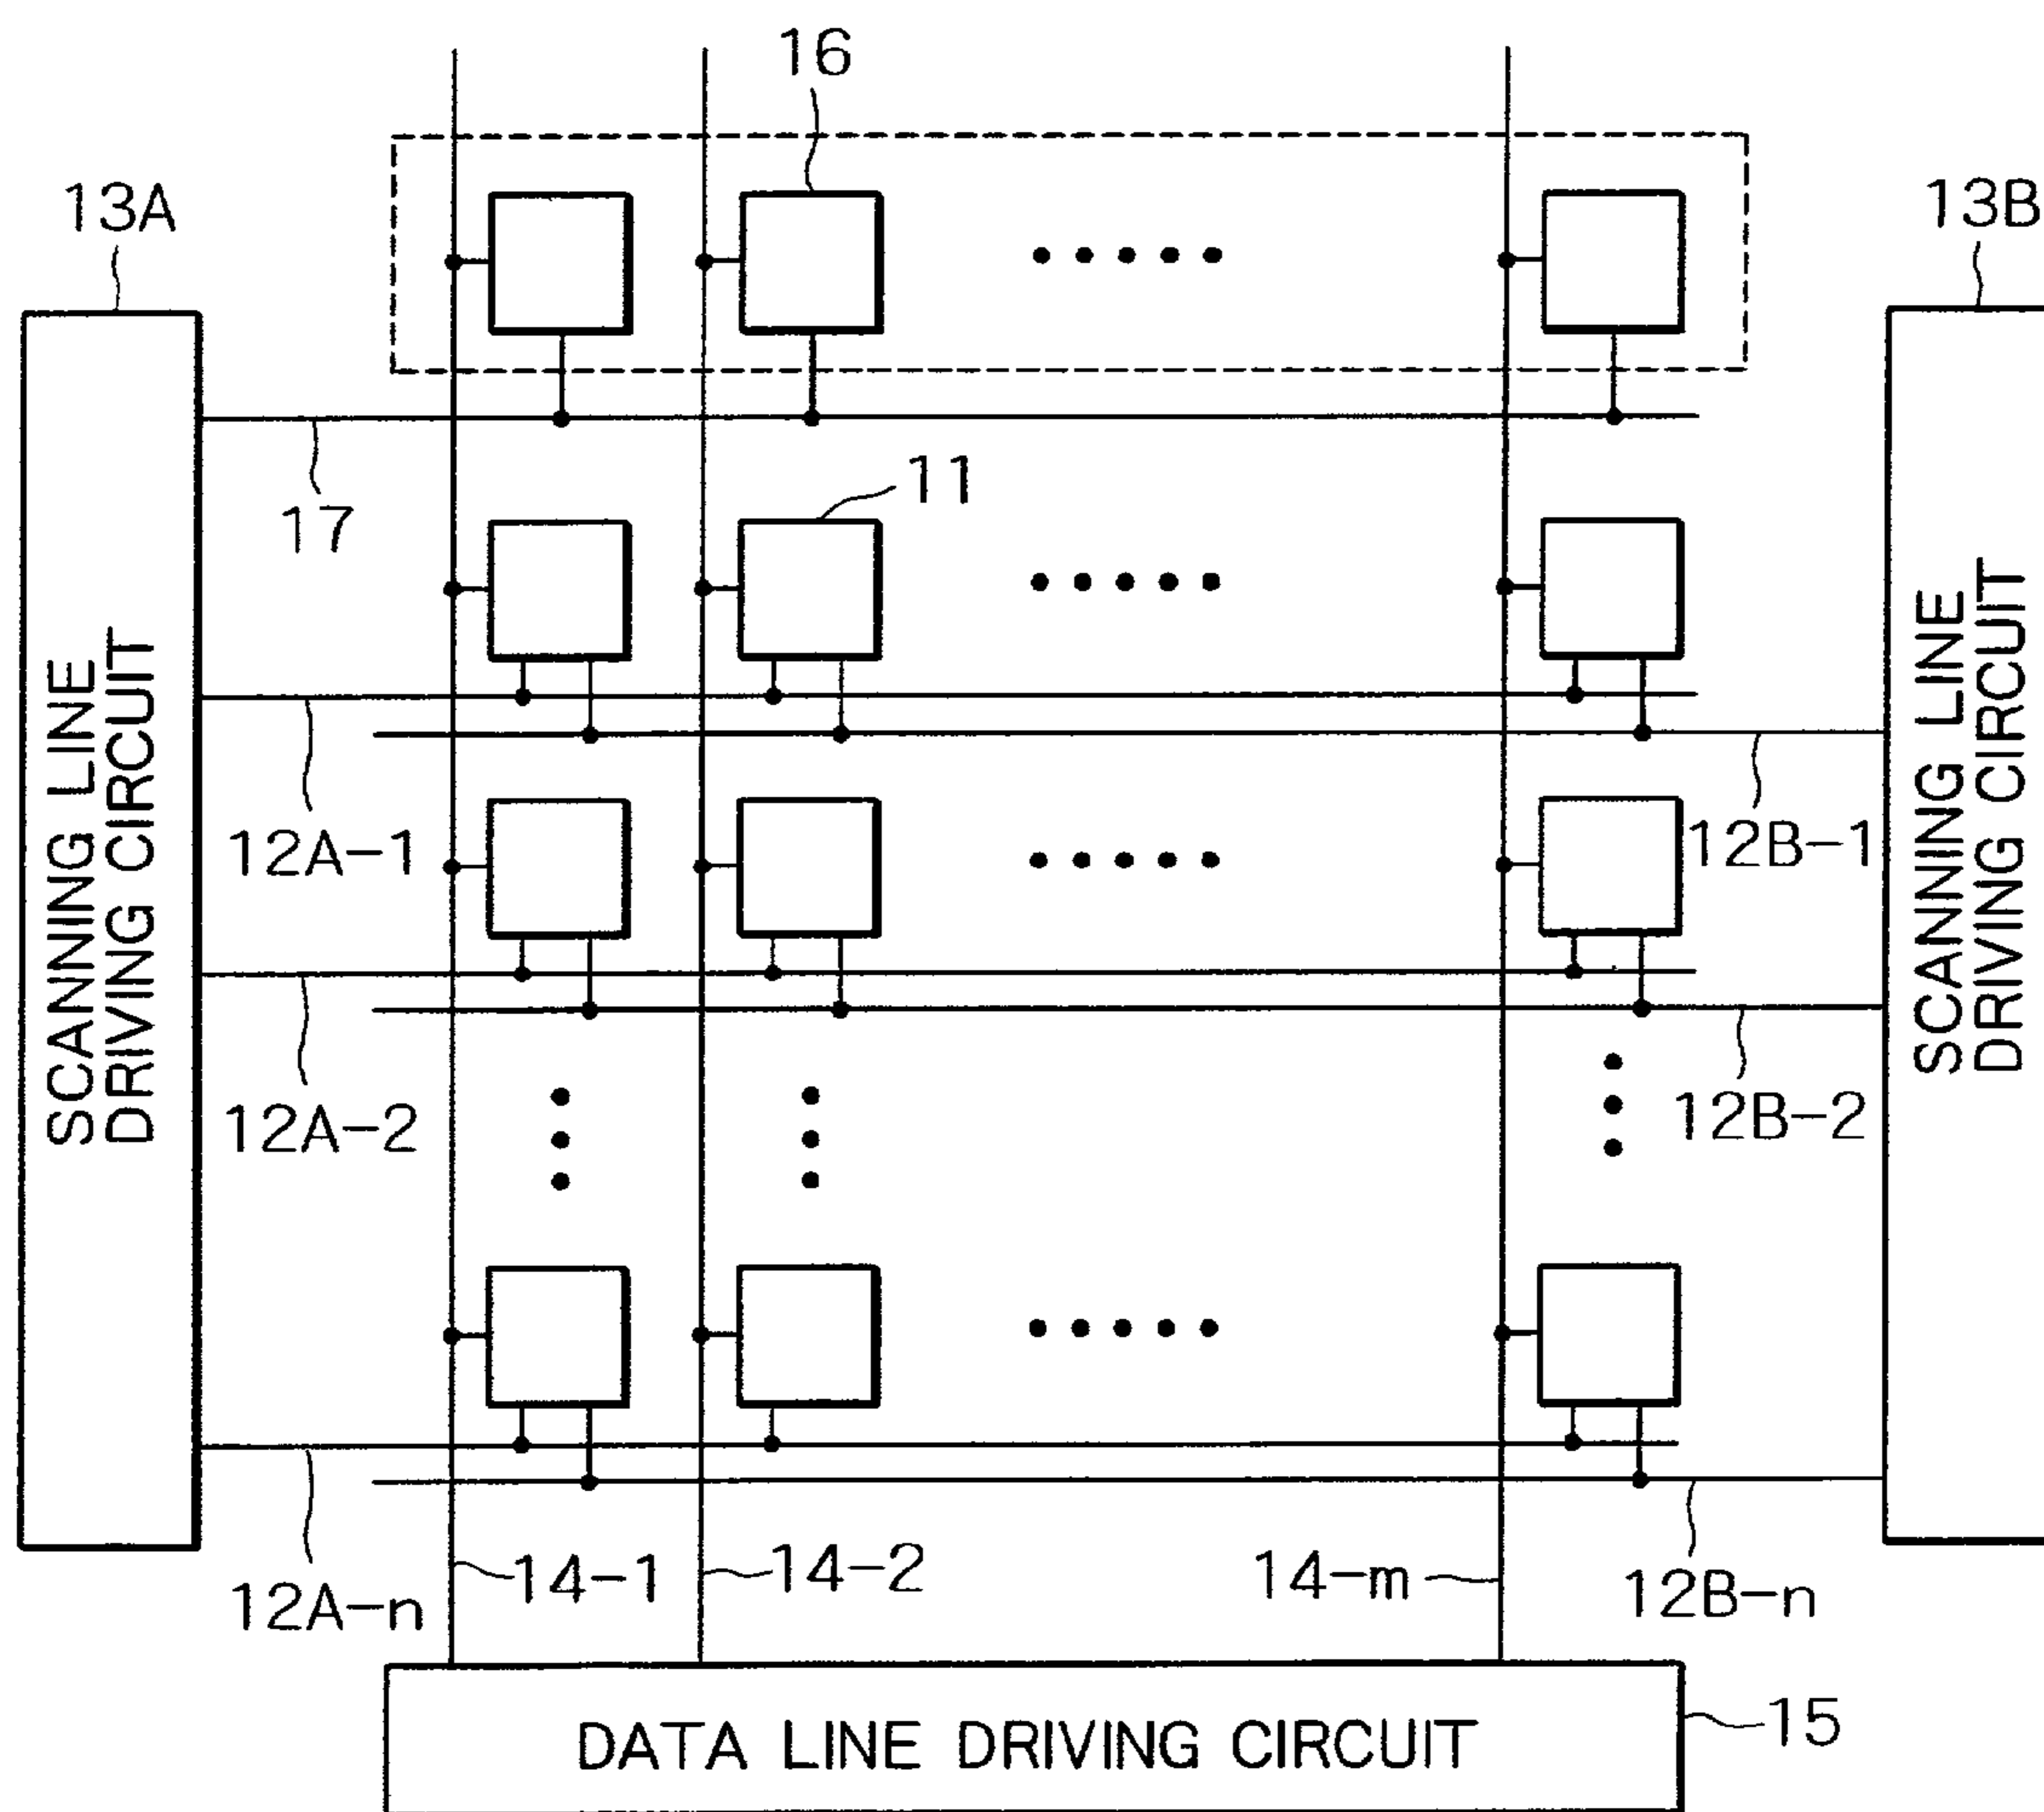 16
13A
13B
17
11
12A-1
12B-1
SCANNING LINE
DRIVING CIRCUIT
SCANNING LINE
DRIVING CIRCUIT
12A-2
12B-2
12A-n
14-1
14-2
14-m
12B-n
DATA LINE DRIVING CIRCUIT
15